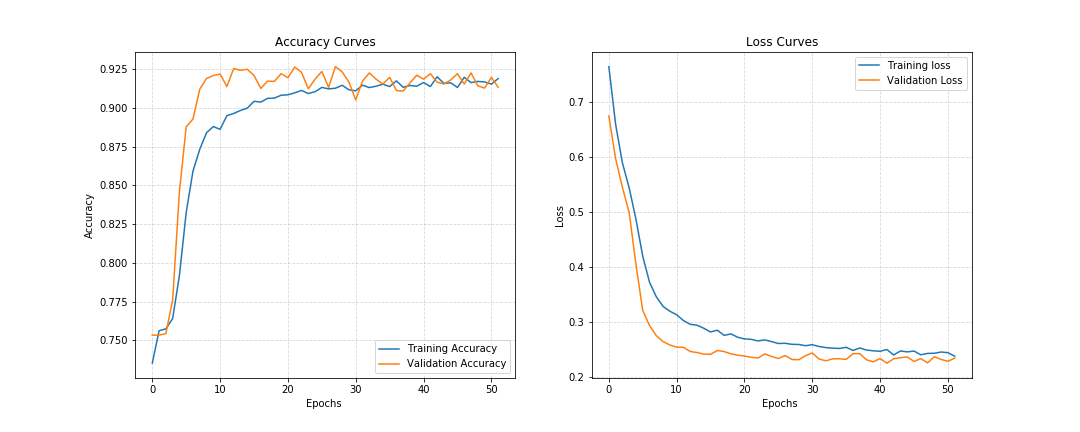 Accuracy Curves
0.925
0.900
0.875
0.850
0.825
0.800
0.775
0.750
Accuracy
Training Accuracy
Validation Accuracy
0 10 20 30 40 50
Epochs
Loss Curves
Training loss
Validation Loss
0.7
0.6
0.5
0.4
0.3
0.2
Loss
0 10 20 30 40 50
Epochs